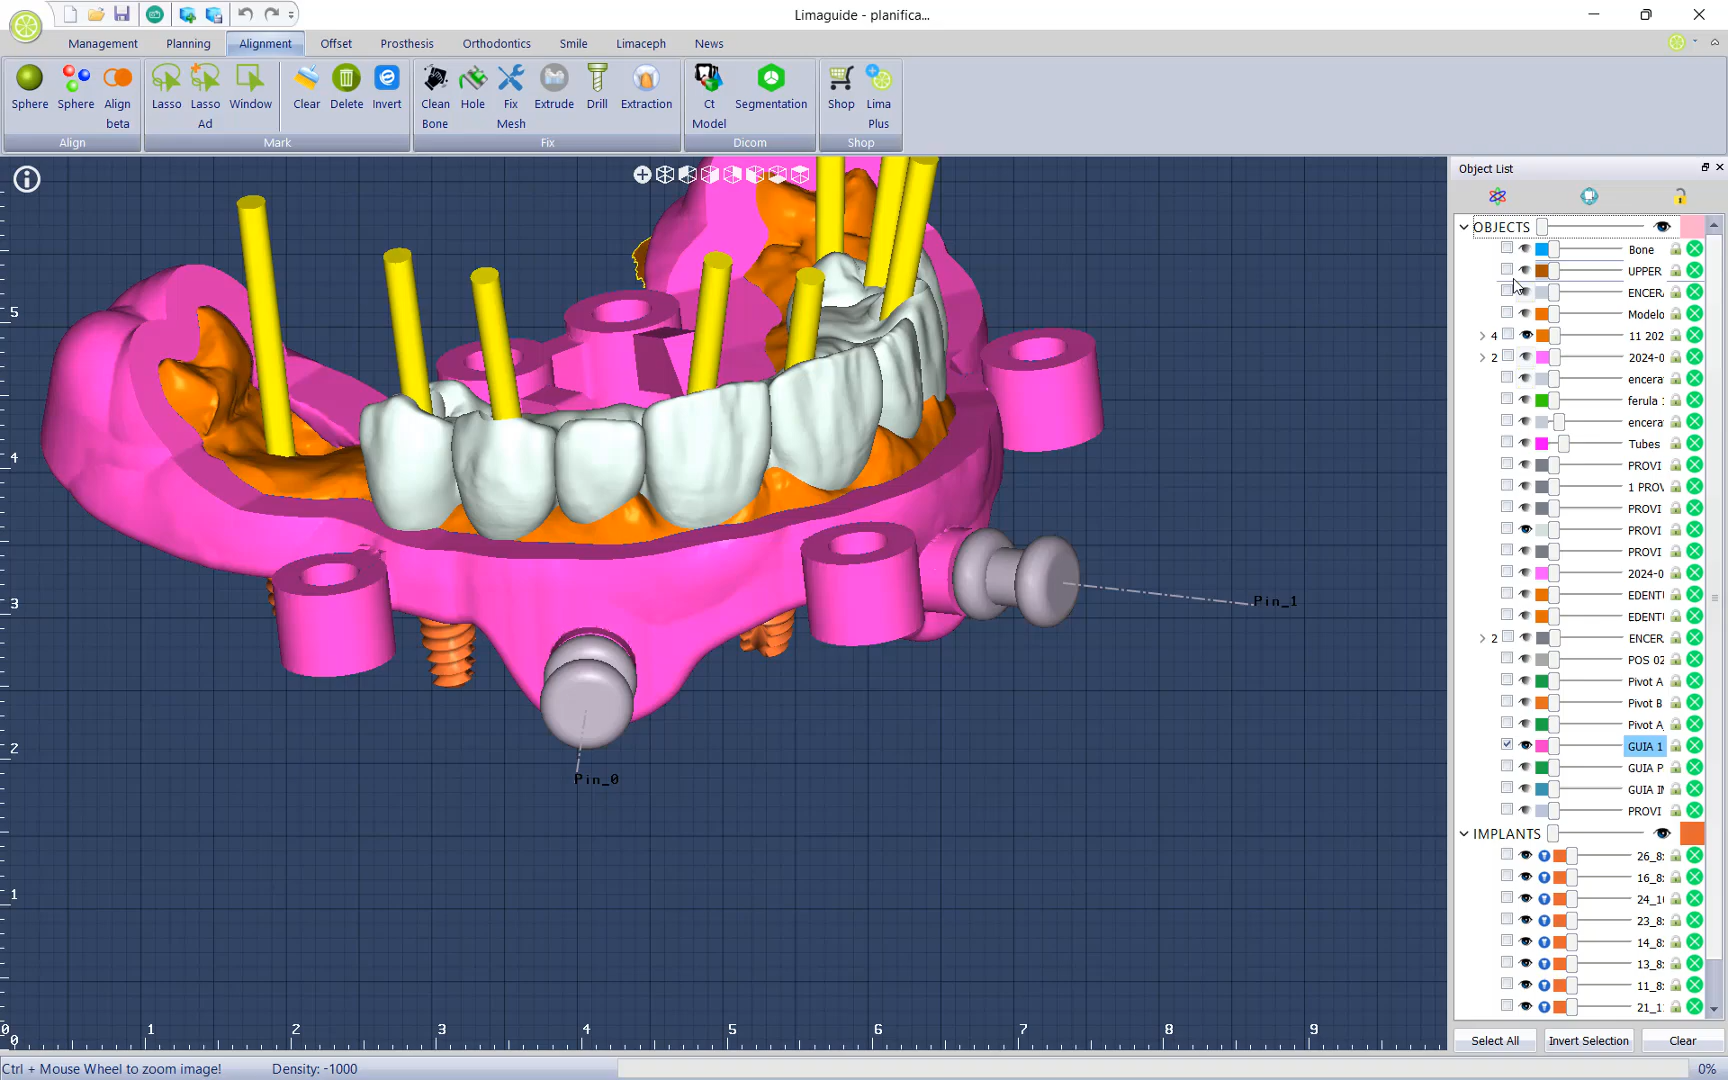 Limaguide - planifica...
Management Planning Alignment Offset Prosthesis Orthodontics Smile Limaceph News
Sphere Sphere Align beta Lasso Lasso Ad Window Clear Delete Invert Clean Bone Hole Fix Mesh Extrude Drill Extraction Ct Model Segmentation Shop Lima Plus
Align Mark Fix Dicom Shop
Object List
OBJECTS
Bone
UPPER
ENCER
Modelo
4 11 202
2 2024-0
encera
ferula :
encera
Tubes
PROVI
1 PROV
PROVI
PROVI
PROVI
2024-0
EDENT
EDENT
2 ENCER
POS 02
Pivot A
Pivot B
Pivot A
GUIA 1
GUIA P
GUIA I
PROVI
IMPLANTS
26_8
16_8
24_1
23_8
14_8
13_8
11_8
21_1
Select All Invert Selection Clear
5
4
3
2
1
0
0 1 2 3 4 5 6 7 8 9
Pin_1
Pin_0
Ctrl + Mouse Wheel to zoom image! Density: -1000 0%